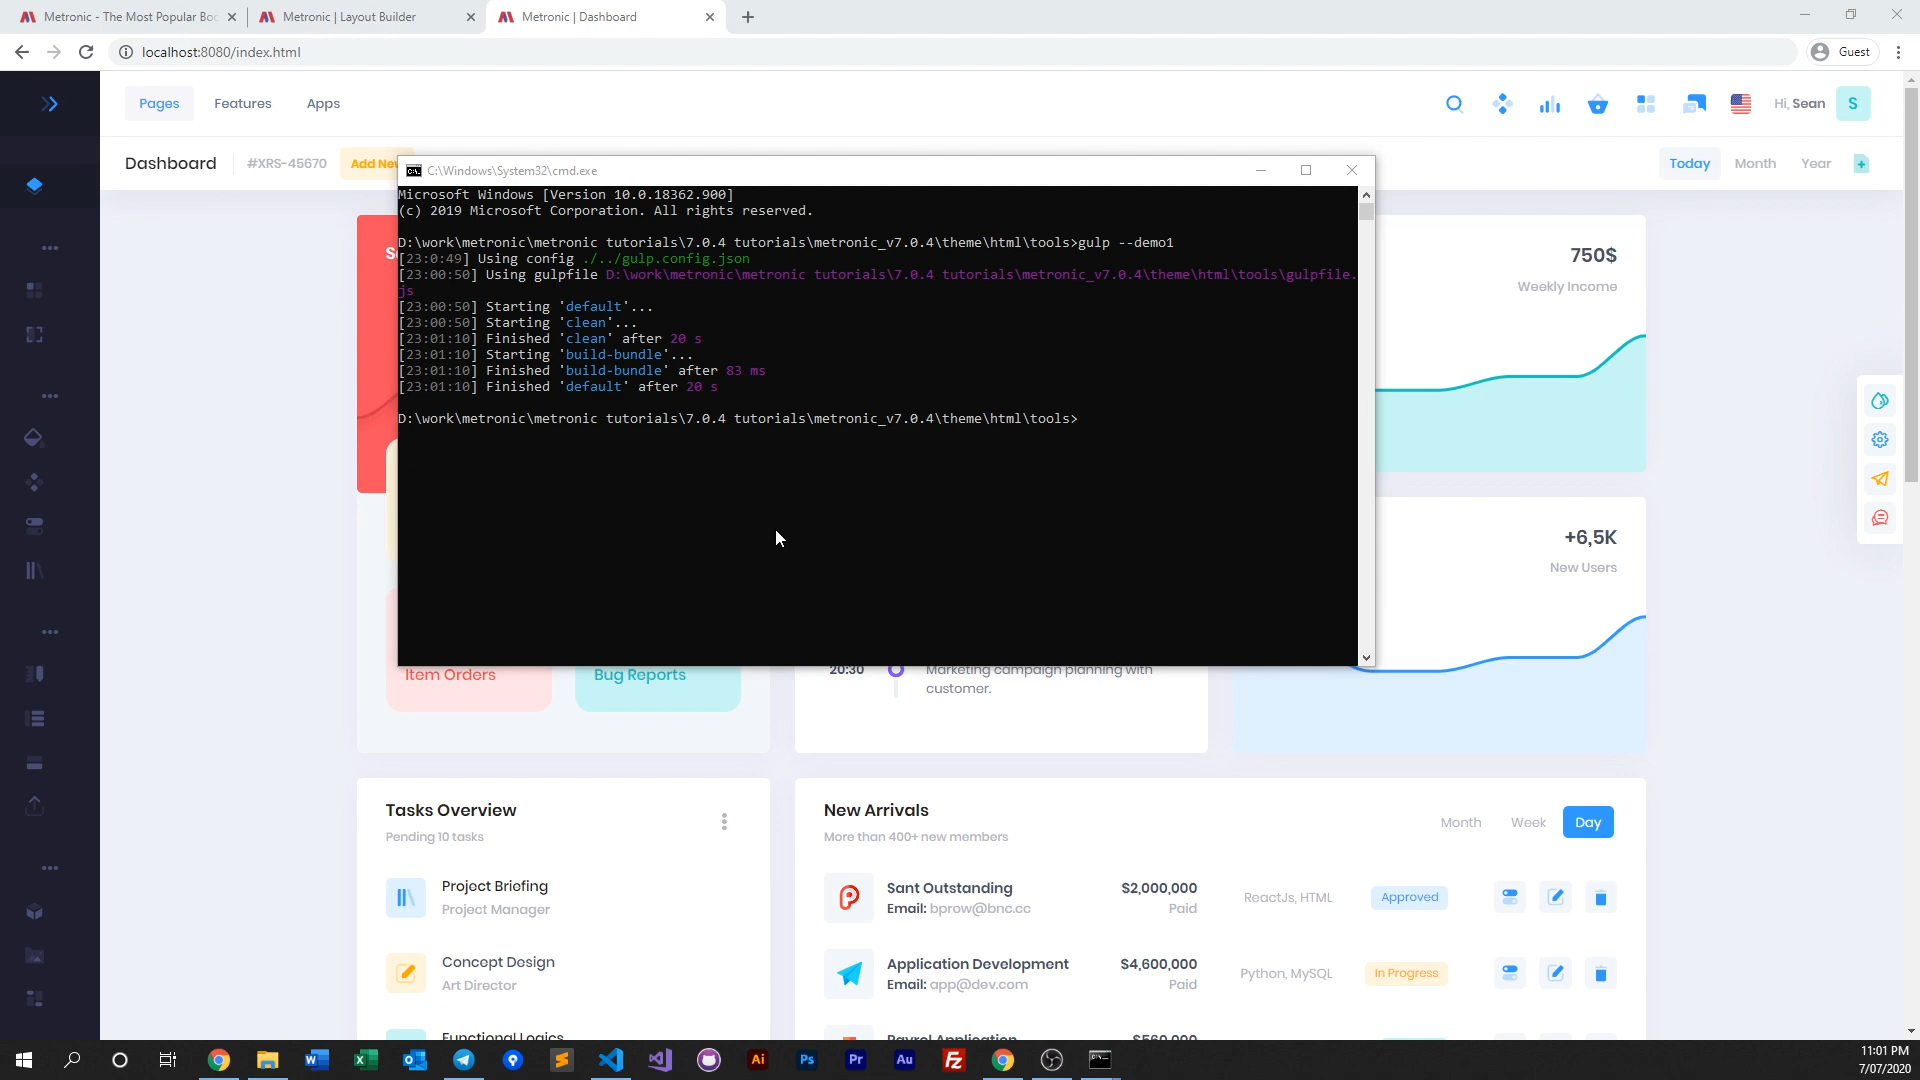 Metronic - The Most Popular Boo
Metronic | Layout Builder
Metronic | Dashboard
localhost:8080/index.html
Guest
Pages
Features
Apps
Hi, Sean
S
Dashboard
#XRS-45670
Add New
Today
Month
Year
C:\Windows\System32\cmd.exe
Microsoft Windows [Version 10.0.18362.900]
(c) 2019 Microsoft Corporation. All rights reserved.
D:\work\metronic\metronic tutorials\7.0.4 tutorials\metronic_v7.0.4\theme\html\tools>gulp --demo1
[23:0:49] Using config ./../gulp.config.json
[23:00:50] Using gulpfile D:\work\metronic\metronic tutorials\7.0.4 tutorials\metronic_v7.0.4\theme\html\tools\gulpfile.
js
[23:00:50] Starting 'default'...
[23:00:50] Starting 'clean'...
[23:01:10] Finished 'clean' after 20 s
[23:01:10] Starting 'build-bundle'...
[23:01:10] Finished 'build-bundle' after 83 ms
[23:01:10] Finished 'default' after 20 s
D:\work\metronic\metronic tutorials\7.0.4 tutorials\metronic_v7.0.4\theme\html\tools>
750$
Weekly Income
+6,5K
New Users
Item Orders
Bug Reports
20:30
Marketing campaign planning with
customer.
Tasks Overview
Pending 10 tasks
Project Briefing
Project Manager
Concept Design
Art Director
Functional Logics
New Arrivals
More than 400+ new members
Month
Week
Day
Sant Outstanding
Email: bprow@bnc.cc
$2,000,000
Paid
ReactJs, HTML
Approved
Application Development
Email: app@dev.com
$4,600,000
Paid
Python, MySQL
In Progress
Payrol Application
$560,000
11:01 PM
7/07/2020